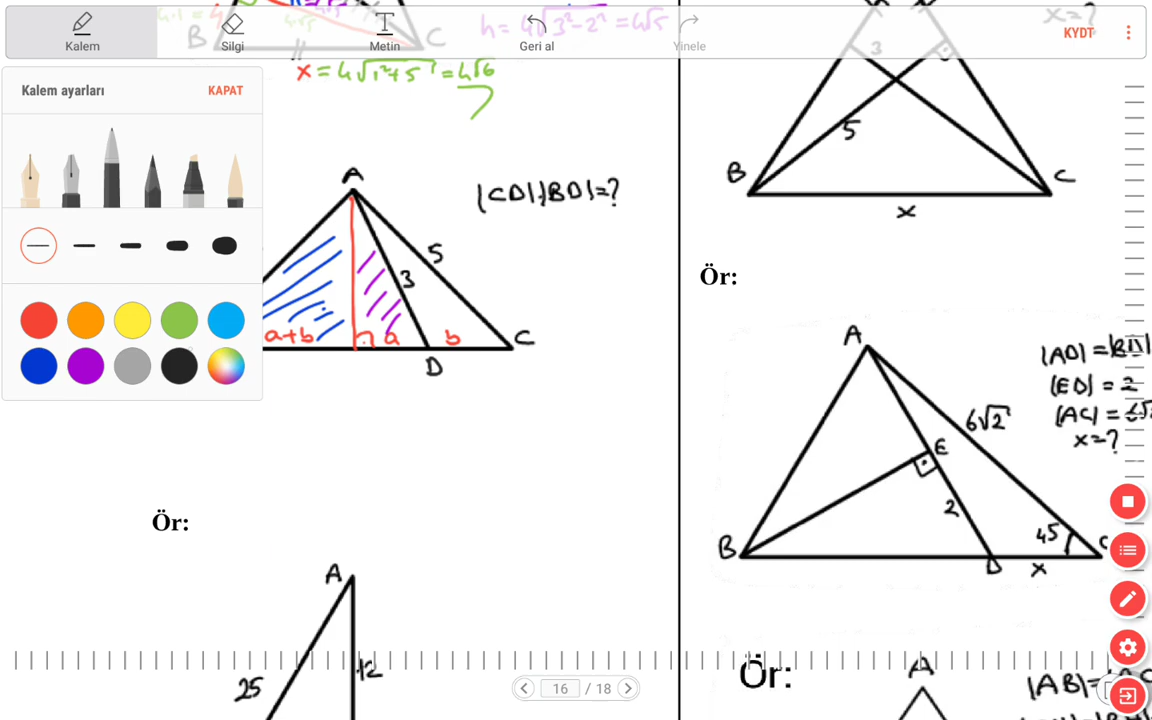 Kalem
Silgi
Metin
Geri al
Yinele
KYDT
Kalem ayarları
KAPAT
B
C
h = 4√3²-2² = 4√5
x = 4√1²+5 = 4√6
A
|CD|·|BD|=?
5
3
a+b
a
b
C
D
Ör:
A
25
12
x=?
3
5
B
C
x
Ör:
A
|AD|=|BD|
|ED|=2
6√2
x=?
E
2
45
B
D
x
16 / 18
Ör:
A